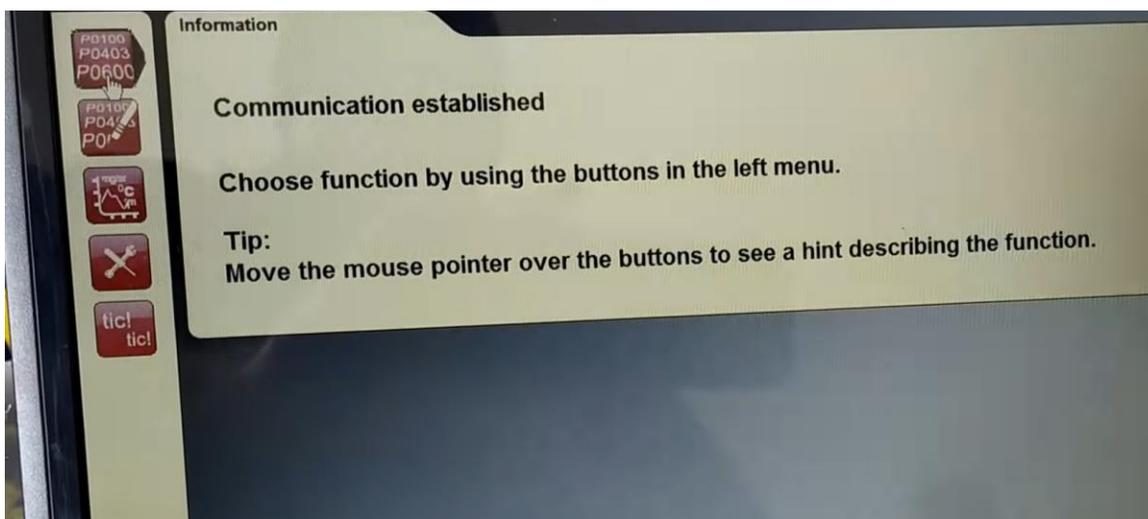 Information
P0100
P0403
P0600
P0100
Communication established
Choose function by using the buttons in the left menu.
°C
Tip:
Move the mouse pointer over the buttons to see a hint describing the function.
tic!
tic!